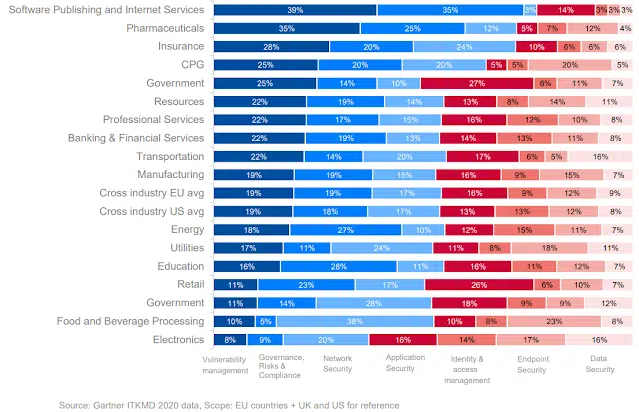 Software Publishing and Internet Services 39% 35% 3% 14% 3% 3% 3%
Pharmaceuticals 35% 25% 12% 5% 7% 12% 4%
Insurance 28% 20% 24% 10% 6% 6% 6%
CPG 25% 20% 20% 5% 5% 20% 5%
Government 25% 14% 10% 27% 6% 11% 7%
Resources 22% 19% 14% 13% 8% 14% 11%
Professional Services 22% 17% 15% 16% 12% 10% 8%
Banking & Financial Services 22% 19% 13% 14% 13% 11% 8%
Transportation 22% 14% 20% 17% 6% 5% 16%
Manufacturing 19% 19% 15% 16% 9% 15% 7%
Cross industry EU avg 19% 19% 17% 16% 9% 12% 9%
Cross industry US avg 19% 18% 17% 13% 13% 12% 8%
Energy 18% 27% 10% 12% 15% 11% 7%
Utilities 17% 11% 24% 11% 8% 18% 11%
Education 16% 28% 11% 16% 11% 12% 7%
Retail 11% 23% 17% 26% 6% 10% 7%
Government 11% 14% 28% 18% 9% 9% 12%
Food and Beverage Processing 10% 5% 38% 10% 8% 23% 8%
Electronics 8% 9% 20% 16% 14% 17% 16%
Vulnerability
management
Governance,
Risks &
Compliance
Network
Security
Application
Security
Identity &
access
management
Endpoint
Security
Data
Security
Source: Gartner ITKMD 2020 data, Scope: EU countries + UK and US for reference